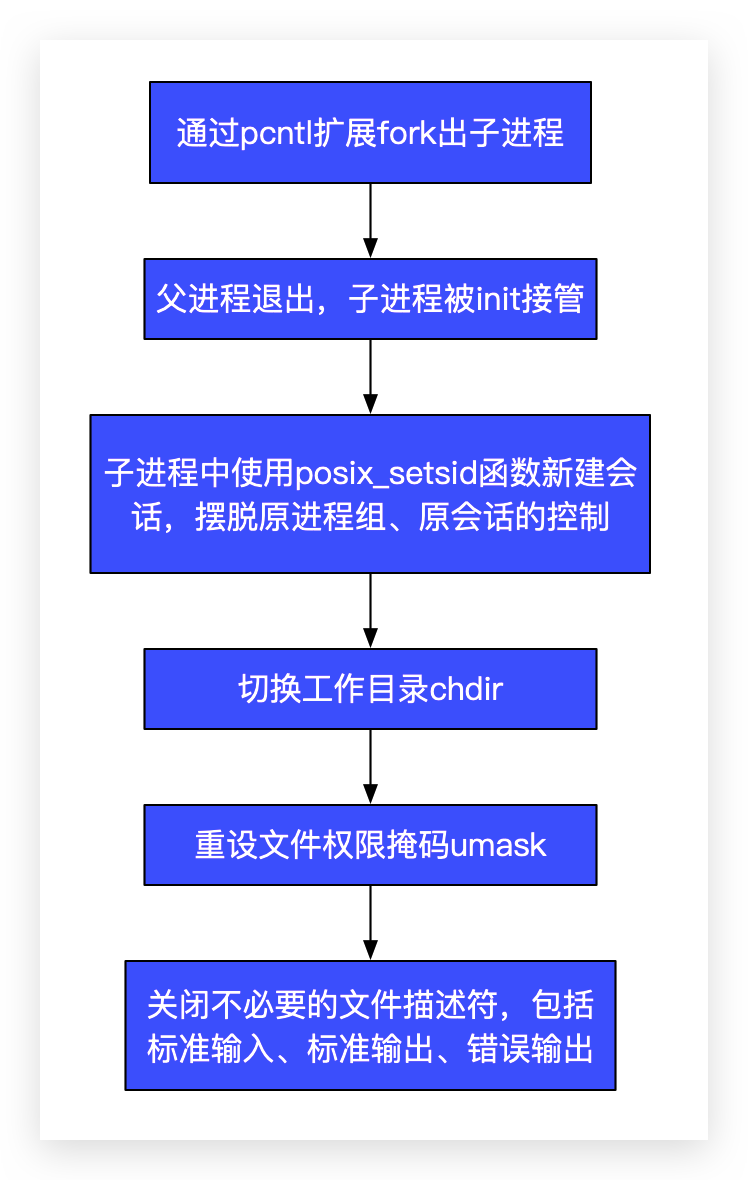 通过pcntl扩展fork出子进程
父进程退出，子进程被init接管
子进程中使用posix_setsid函数新建会
话，摆脱原进程组、原会话的控制
切换工作目录chdir
重设文件权限掩码umask
关闭不必要的文件描述符，包括
标准输入、标准输出、错误输出